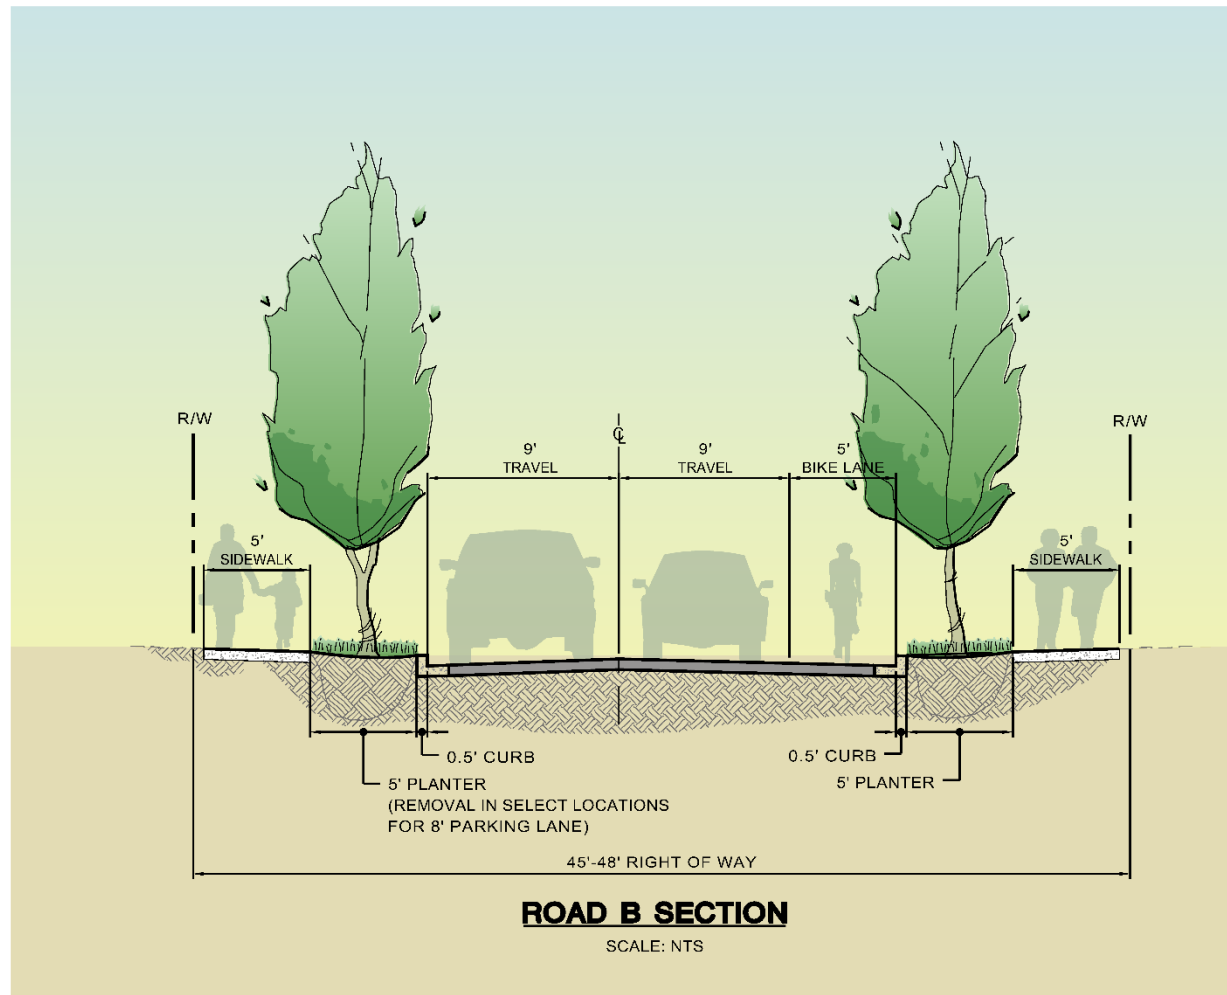 R/W
R/W
℄
9'
TRAVEL
9'
TRAVEL
5'
BIKE LANE
5'
SIDEWALK
5'
SIDEWALK
0.5' CURB
0.5' CURB
5' PLANTER
(REMOVAL IN SELECT LOCATIONS
FOR 8' PARKING LANE)
5' PLANTER
45'-48' RIGHT OF WAY
ROAD B SECTION
SCALE: NTS